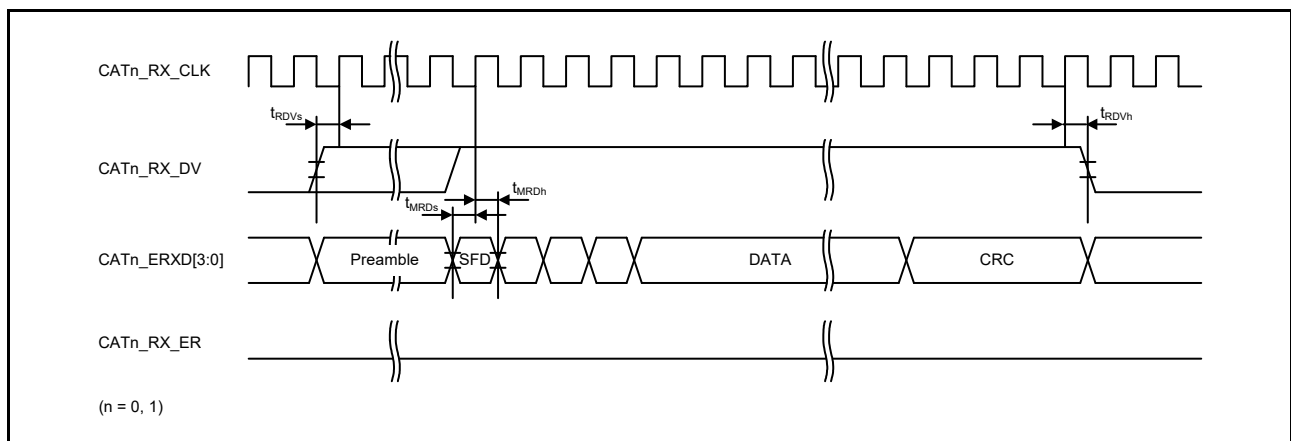 CATn_RX_CLK
tRDVs
tRDVh
CATn_RX_DV
tMRDs
tMRDh
CATn_ERXD[3:0]
Preamble
SFD
DATA
CRC
CATn_RX_ER
(n = 0, 1)